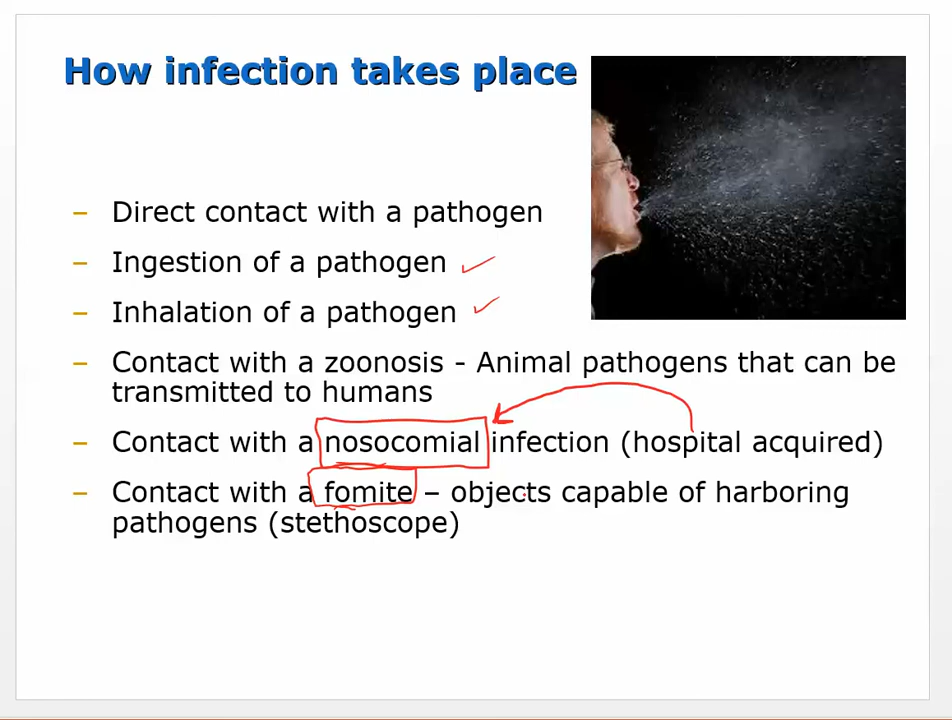 How infection takes place
– Direct contact with a pathogen
– Ingestion of a pathogen
– Inhalation of a pathogen
– Contact with a zoonosis - Animal pathogens that can be
transmitted to humans
– Contact with a nosocomial infection (hospital acquired)
– Contact with a fomite – objects capable of harboring
pathogens (stethoscope)